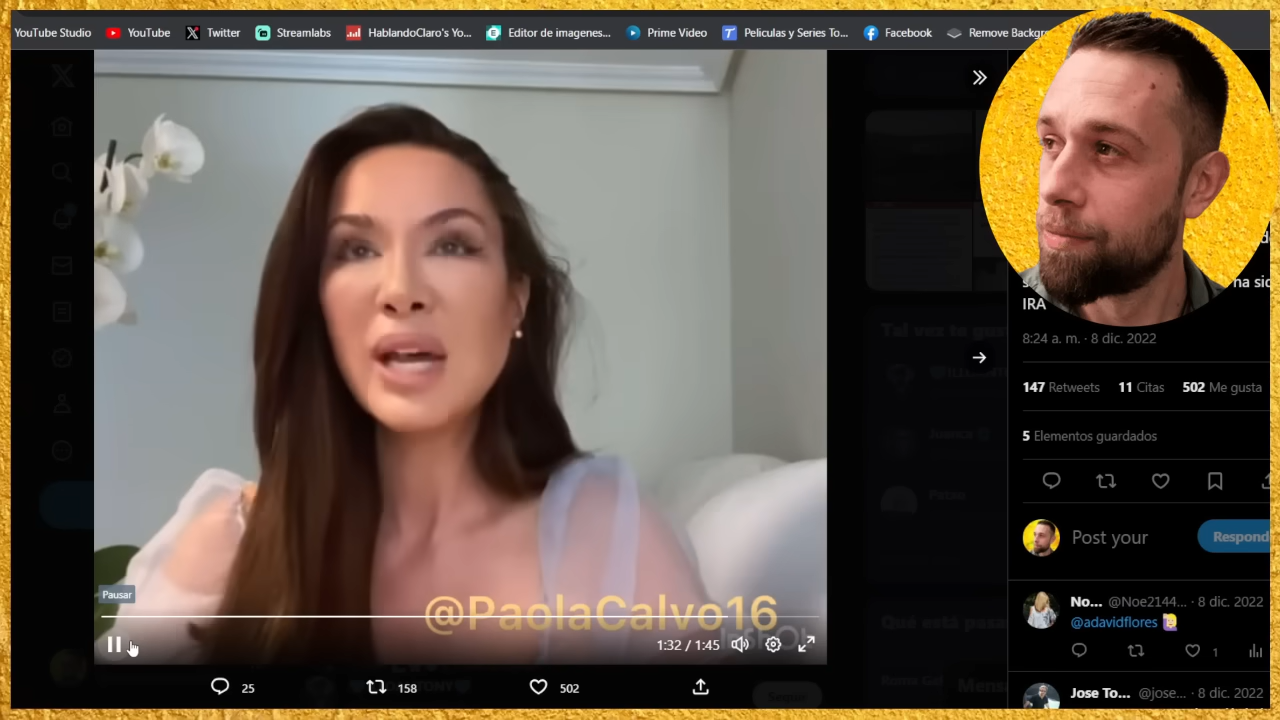 YouTube Studio
YouTube
Twitter
Streamlabs
HablandoClaro's Yo...
Editor de imagenes...
Prime Video
Peliculas y Series To...
Facebook
Remove Backgr
na sid
IRA
8:24 a. m. · 8 dic. 2022
147 Retweets 11 Citas 502 Me gusta
5 Elementos guardados
Post your
Respond
Pausar
@PaolaCalvo16
1:32 / 1:45
No... @Noe2144... · 8 dic. 2022
@adavidflores
1
25
158
502
Jose To... @jose... · 8 dic. 2022